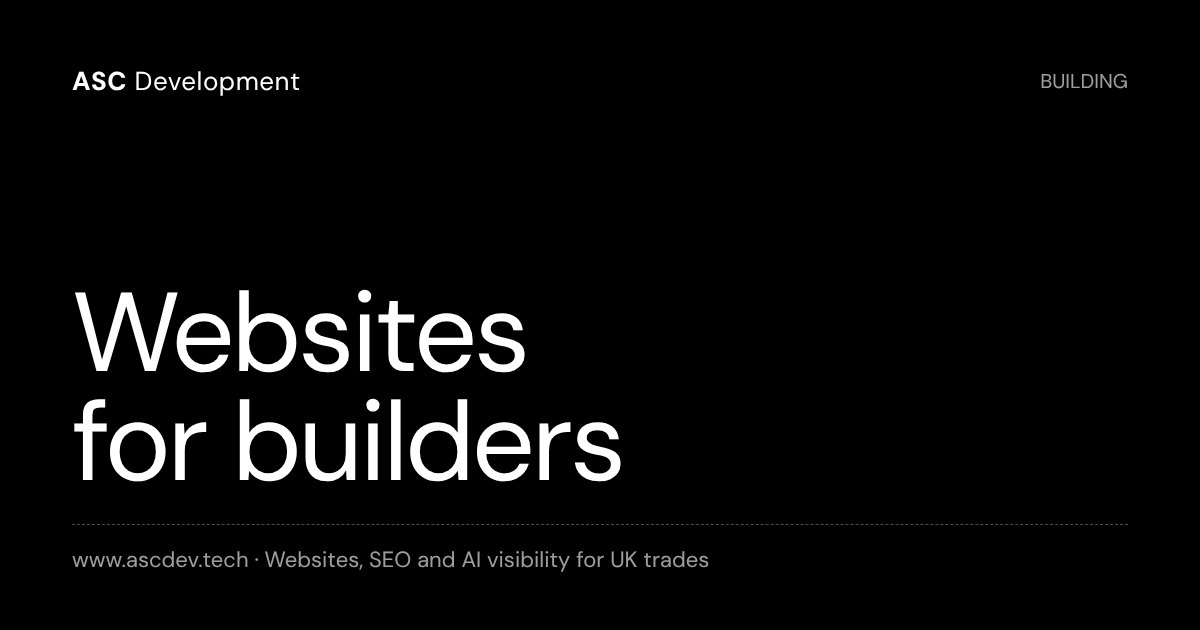 ASC Development
BUILDING
Websites
for builders
www.ascdev.tech · Websites, SEO and AI visibility for UK trades